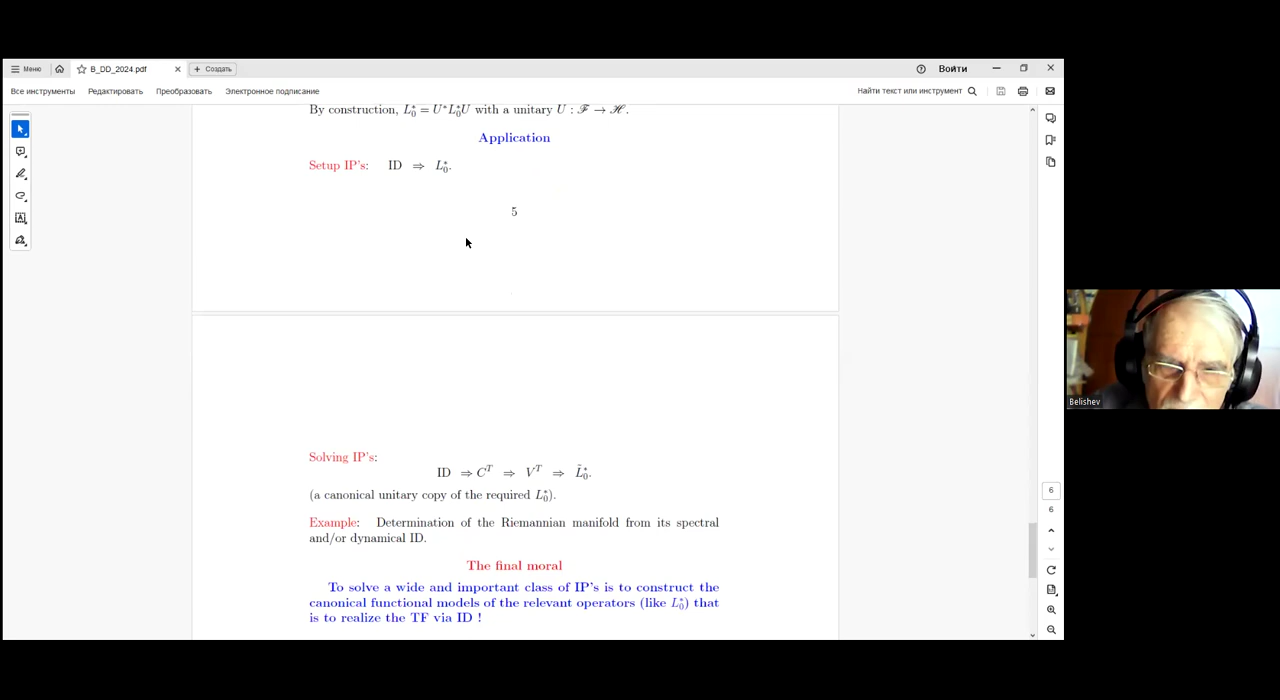 Меню
B_DD_2024.pdf
Создать
Войти
Все инструменты Редактировать Преобразовать Электронное подписание
Найти текст или инструмент
By construction, L₀* = U*L₀*U with a unitary U : ℱ → ℋ.
Application
Setup IP's: ID ⇒ L₀*.
5
Solving IP's:
ID ⇒ Cᵀ ⇒ Vᵀ ⇒ L̃₀*.
(a canonical unitary copy of the required L₀*).
Example: Determination of the Riemannian manifold from its spectral
and/or dynamical ID.
The final moral
To solve a wide and important class of IP's is to construct the
canonical functional models of the relevant operators (like L₀*) that
is to realize the TF via ID !
6
6
Belishev